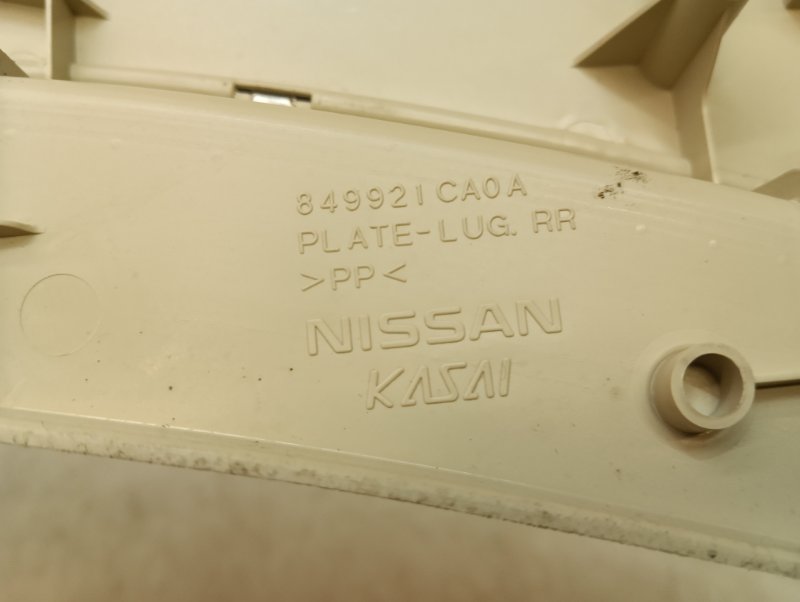 849921CA0A
PLATE-LUG. RR
>PP<
NISSAN
KASAI